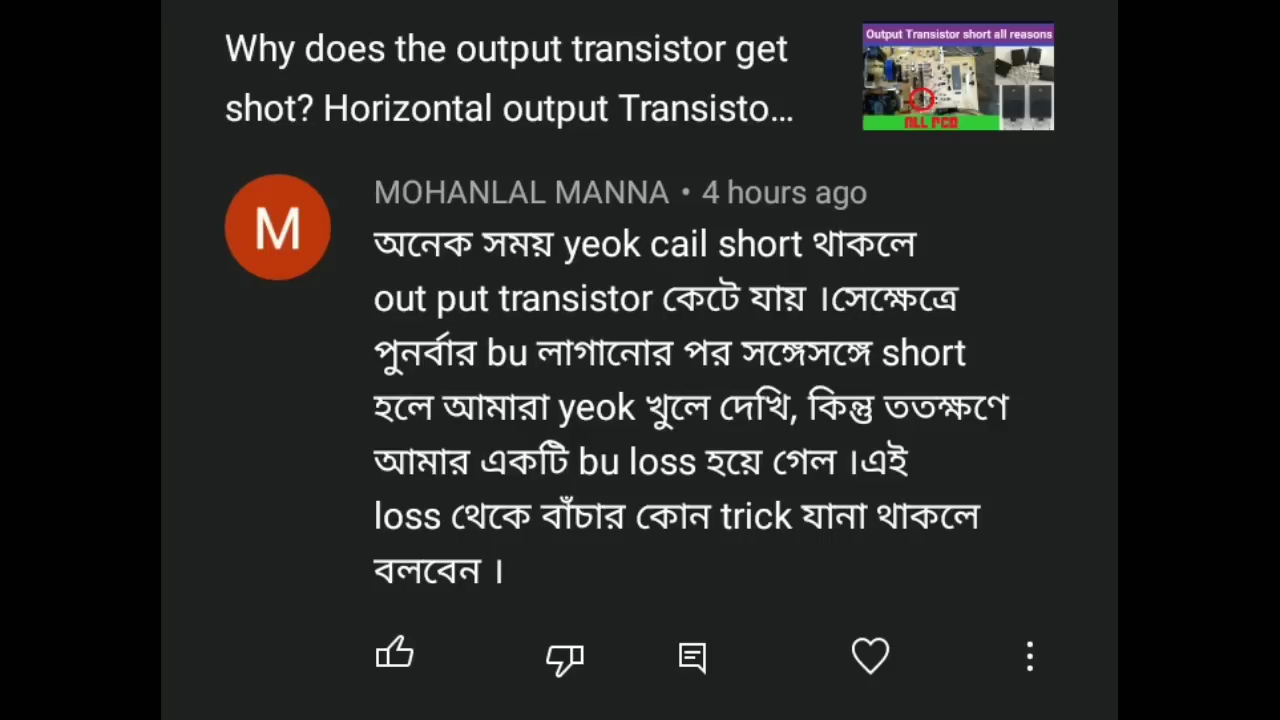 Why does the output transistor get
shot? Horizontal output Transisto...
Output Transistor short all reasons
ALL PCB
M
MOHANLAL MANNA • 4 hours ago
অনেক সময় yeok cail short থাকলে
out put transistor কেটে যায় ।সেক্ষেত্রে
পুনর্বার bu লাগানোর পর সঙ্গেসঙ্গে short
হলে আমারা yeok খুলে দেখি, কিন্তু ততক্ষণে
আমার একটি bu loss হয়ে গেল ।এই
loss থেকে বাঁচার কোন trick যানা থাকলে
বলবেন ।